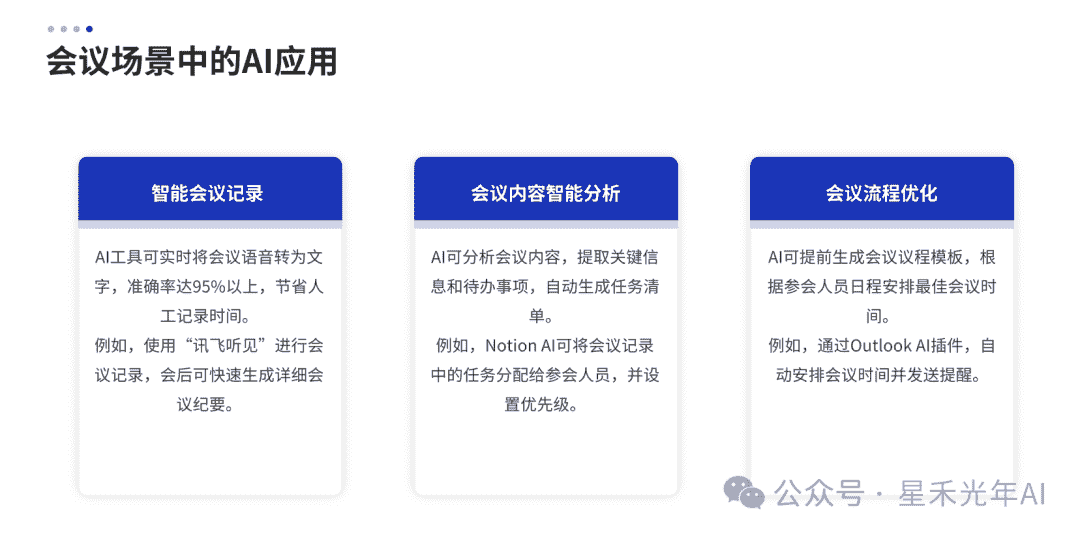 会议场景中的AI应用
智能会议记录
AI工具可实时将会议语音转为文
字，准确率达95%以上，节省人
工记录时间。
例如，使用“讯飞听见”进行会
议记录，会后可快速生成详细会
议纪要。
会议内容智能分析
AI可分析会议内容，提取关键信
息和待办事项，自动生成任务清
单。
例如，Notion AI可将会议记录
中的任务分配给参会人员，并设
置优先级。
会议流程优化
AI可提前生成会议议程模板，根
据参会人员日程安排最佳会议时
间。
例如，通过Outlook AI插件，自
动安排会议时间并发送提醒。
公众号 · 星禾光年AI